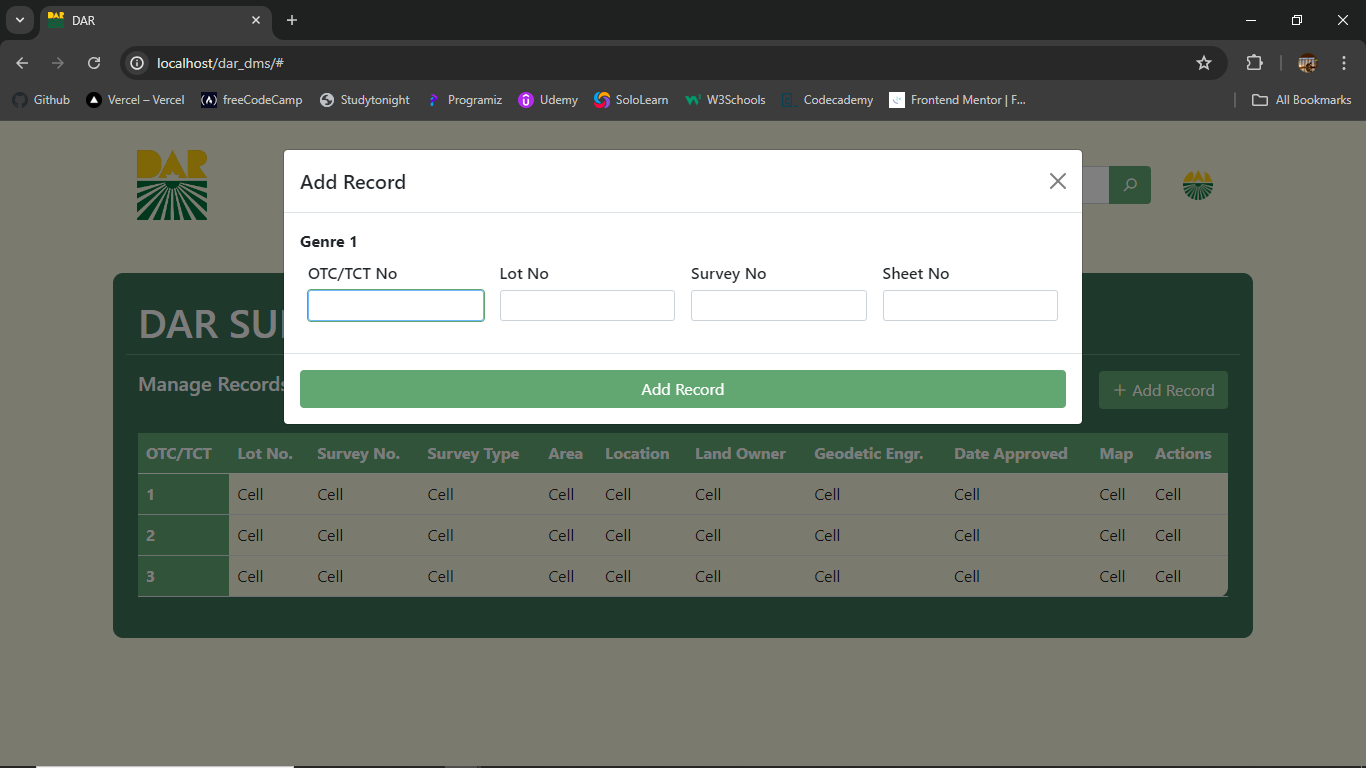 DAR
DAR
localhost/dar_dms/#
Github Vercel – Vercel freeCodeCamp Studytonight Programiz Udemy SoloLearn W3Schools Codecademy Frontend Mentor | F... All Bookmarks
DAR
Add Record
Genre 1
OTC/TCT No Lot No Survey No Sheet No
DAR SU
Manage Records
Add Record
+ Add Record
OTC/TCT Lot No. Survey No. Survey Type Area Location Land Owner Geodetic Engr. Date Approved Map Actions
1 Cell Cell Cell Cell Cell Cell Cell Cell Cell Cell
2 Cell Cell Cell Cell Cell Cell Cell Cell Cell Cell
3 Cell Cell Cell Cell Cell Cell Cell Cell Cell Cell